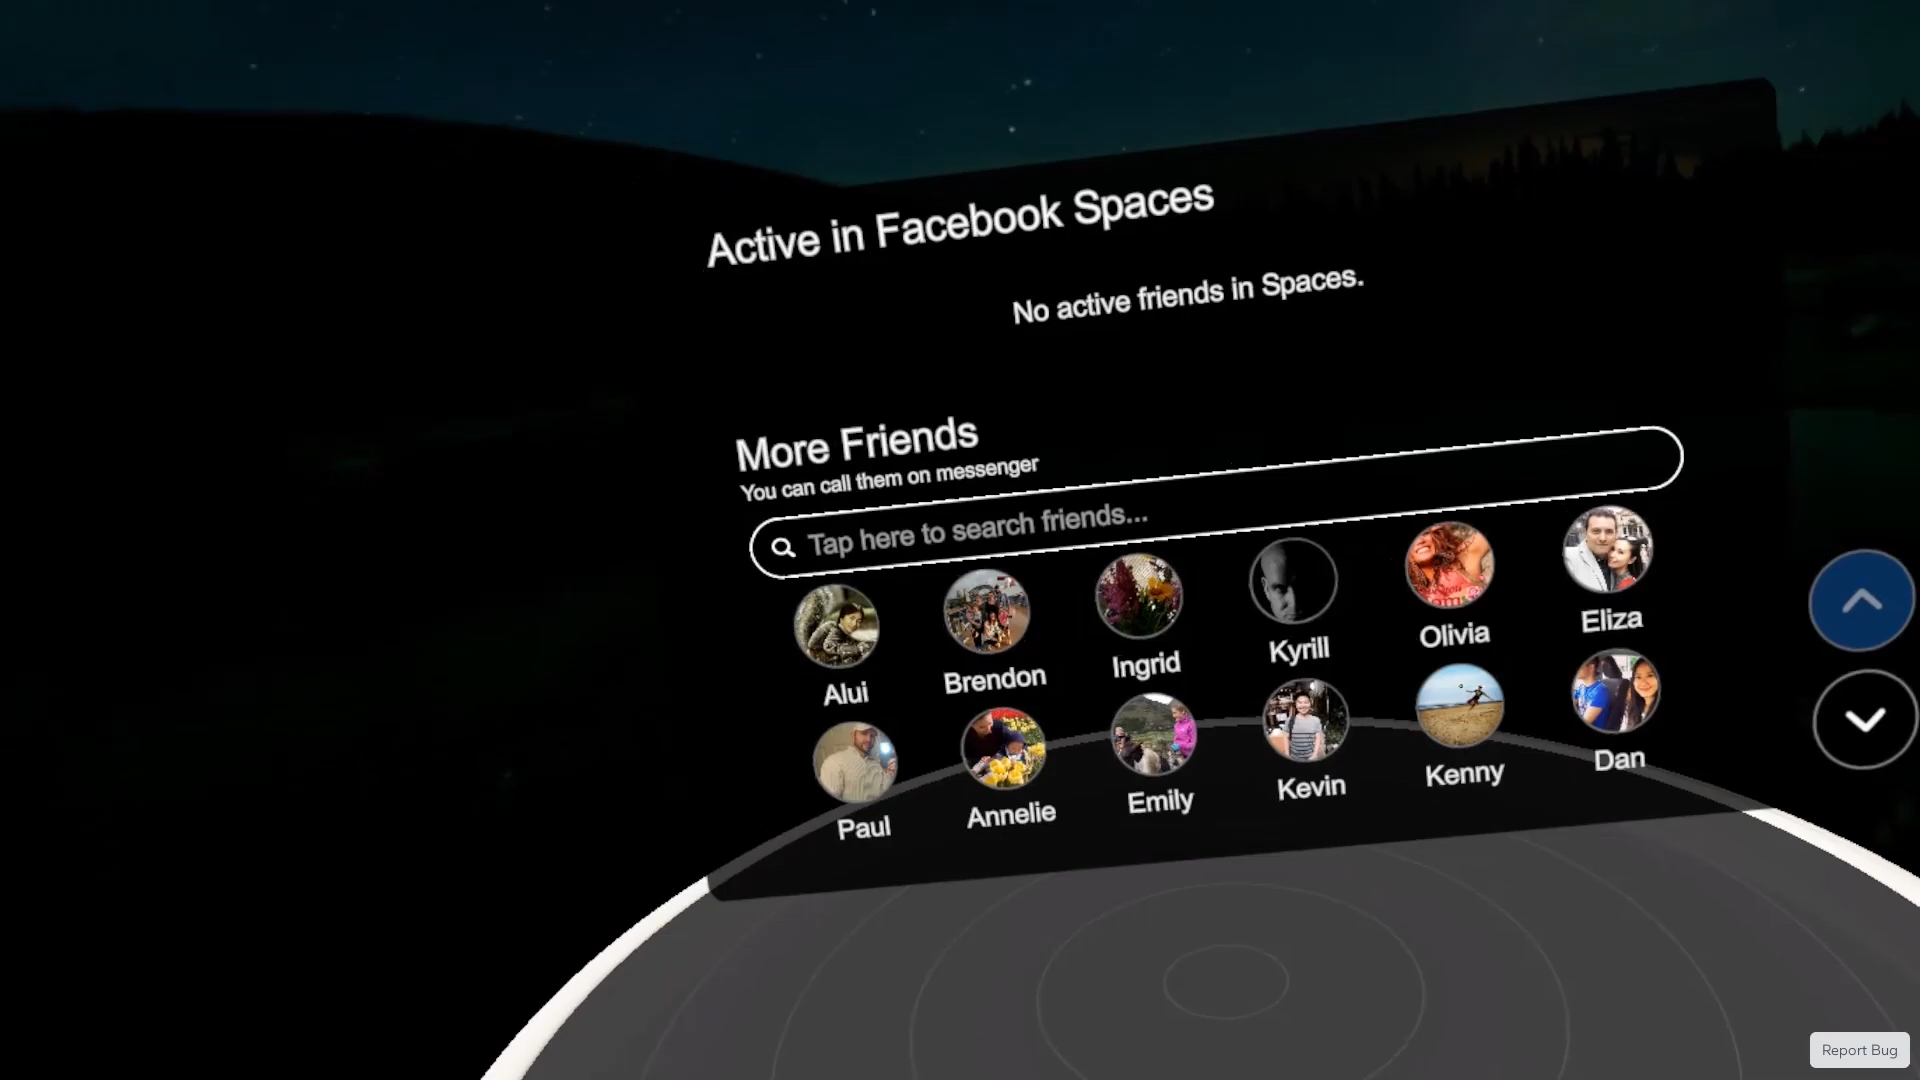 Active in Facebook Spaces
No active friends in Spaces.
More Friends
You can call them on messenger
Tap here to search friends...
Alui
Brendon
Ingrid
Kyrill
Olivia
Eliza
Paul
Annelie
Emily
Kevin
Kenny
Dan
Report Bug